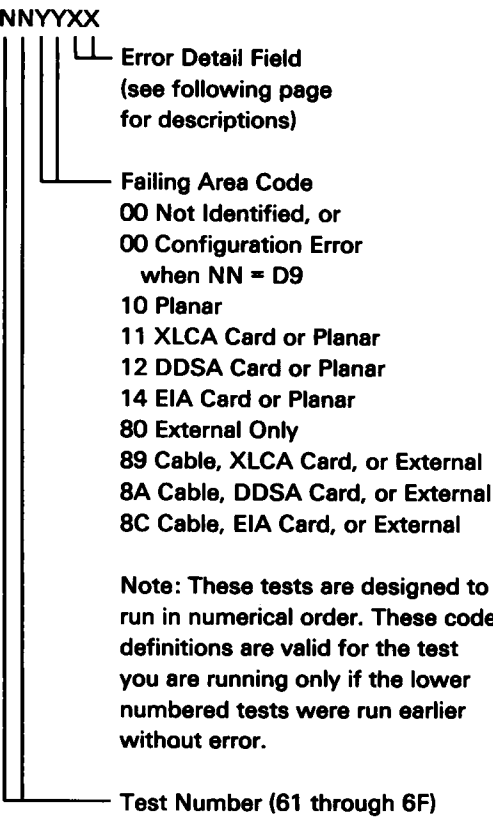 NNYYXX
Error Detail Field
(see following page
for descriptions)
Failing Area Code
00 Not Identified, or
00 Configuration Error
when NN = D9
10 Planar
11 XLCA Card or Planar
12 DDSA Card or Planar
14 EIA Card or Planar
80 External Only
89 Cable, XLCA Card, or External
8A Cable, DDSA Card, or External
8C Cable, EIA Card, or External
Note: These tests are designed to
run in numerical order. These code
definitions are valid for the test
you are running only if the lower
numbered tests were run earlier
without error.
Test Number (61 through 6F)